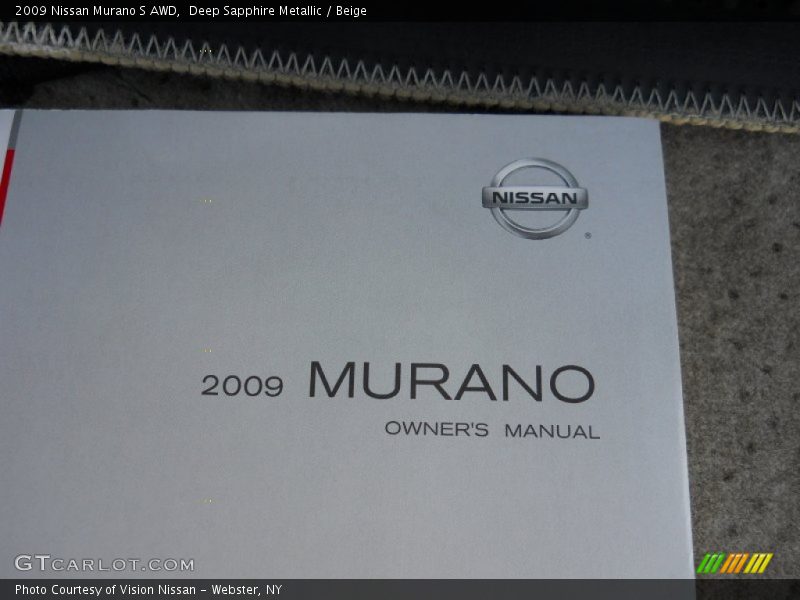 2009 Nissan Murano S AWD, Deep Sapphire Metallic / Beige
NISSAN
®
2009 MURANO
OWNER'S MANUAL
GTCARLOT.COM
Photo Courtesy of Vision Nissan - Webster, NY